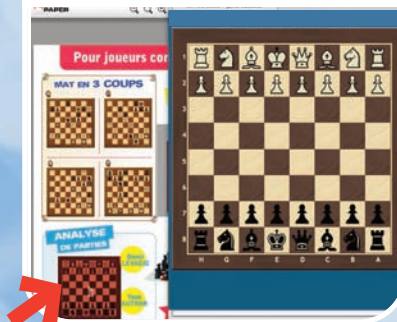 PAPER
Pour joueurs con
MAT EN 3 COUPS
ANALYSE
DE PARTIES
1
2
3
4
5
6
7
8
H G F E D C B A